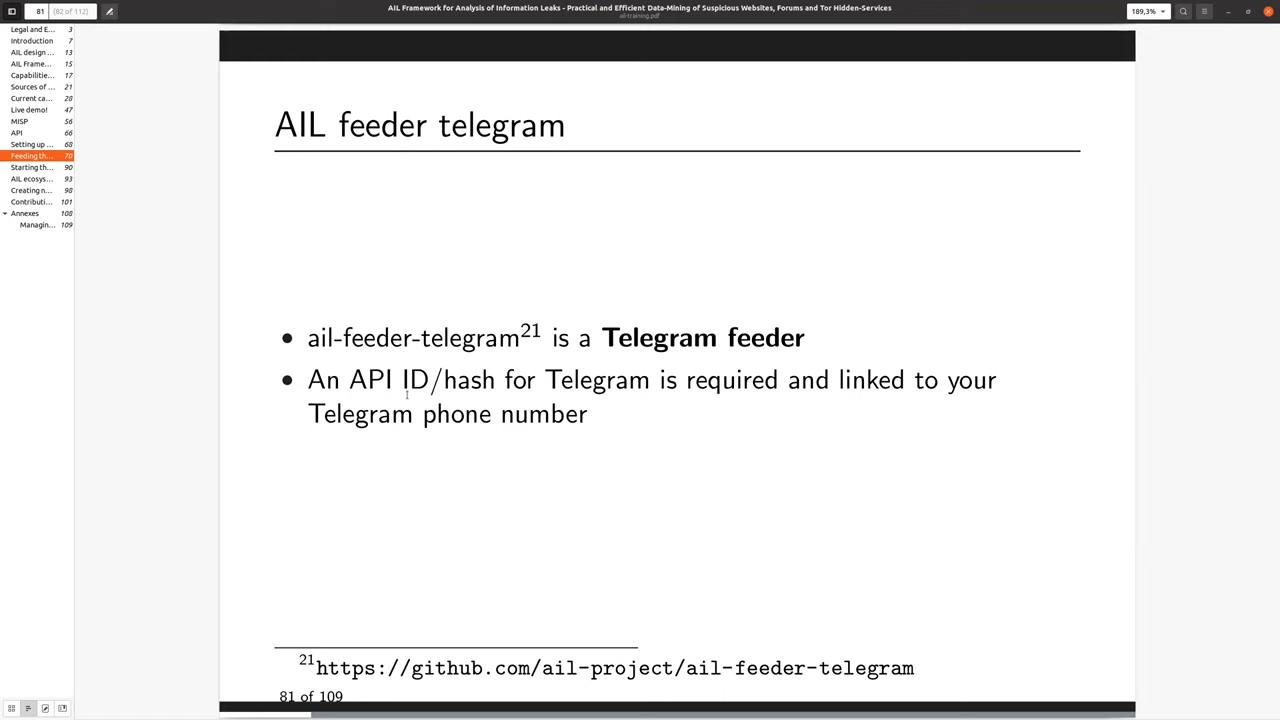 AIL Framework for Analysis of Information Leaks - Practical and Efficient Data-Mining of Suspicious Websites, Forums and Tor Hidden-Services
ail-training.pdf
81 (82 of 112)
189,3%
Legal and E... 3
Introduction 7
AIL design ... 13
AIL Frame... 15
Capabilitie... 17
Sources of ... 21
Current ca... 28
Live demo! 47
MISP 56
API 66
Setting up ... 68
Feeding th... 70
Starting th... 90
AIL ecosys... 93
Creating n... 98
Contributi... 101
Annexes 108
Managin... 109
AIL feeder telegram
• ail-feeder-telegram21 is a Telegram feeder
• An API ID/hash for Telegram is required and linked to your
Telegram phone number
21https://github.com/ail-project/ail-feeder-telegram
81 of 109